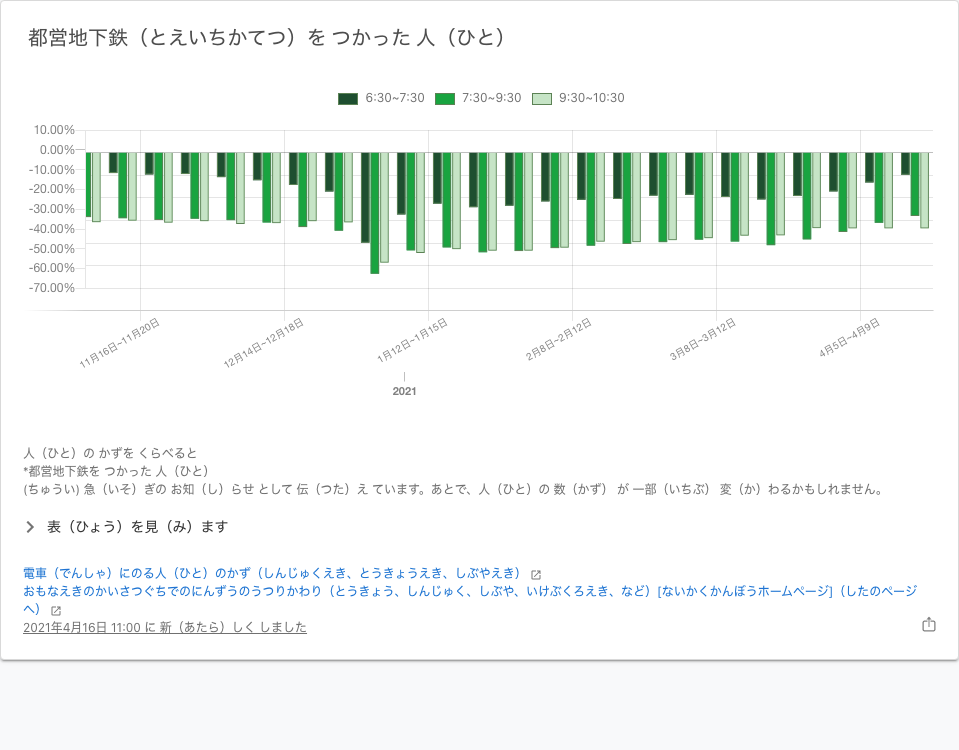 都営地下鉄（とえいちかてつ）を つかった 人（ひと）
6:30~7:30 7:30~9:30 9:30~10:30
10.00%
0.00%
-10.00%
-20.00%
-30.00%
-40.00%
-50.00%
-60.00%
-70.00%
11月16日~11月20日 12月14日~12月18日 1月12日~1月15日 2月8日~2月12日 3月8日~3月12日 4月5日~4月9日
2021
人（ひと）の かずを くらべると
*都営地下鉄を つかった 人（ひと）
(ちゅうい) 急（いそ）ぎの お知（し）らせ として 伝（つた）え ています。あとで、人（ひと）の 数（かず） が 一部（いちぶ） 変（か）わるかもしれません。
表（ひょう）を見（み）ます
電車（でんしゃ）にのる人（ひと）のかず（しんじゅくえき、とうきょうえき、しぶやえき）
おもなえきのかいさつぐちでのにんずうのうつりかわり（とうきょう、しんじゅく、しぶや、いけぶくろえき、など）[ないかくかんぼうホームページ]（したのページ
へ）
2021年4月16日 11:00 に 新（あたら）しく しました